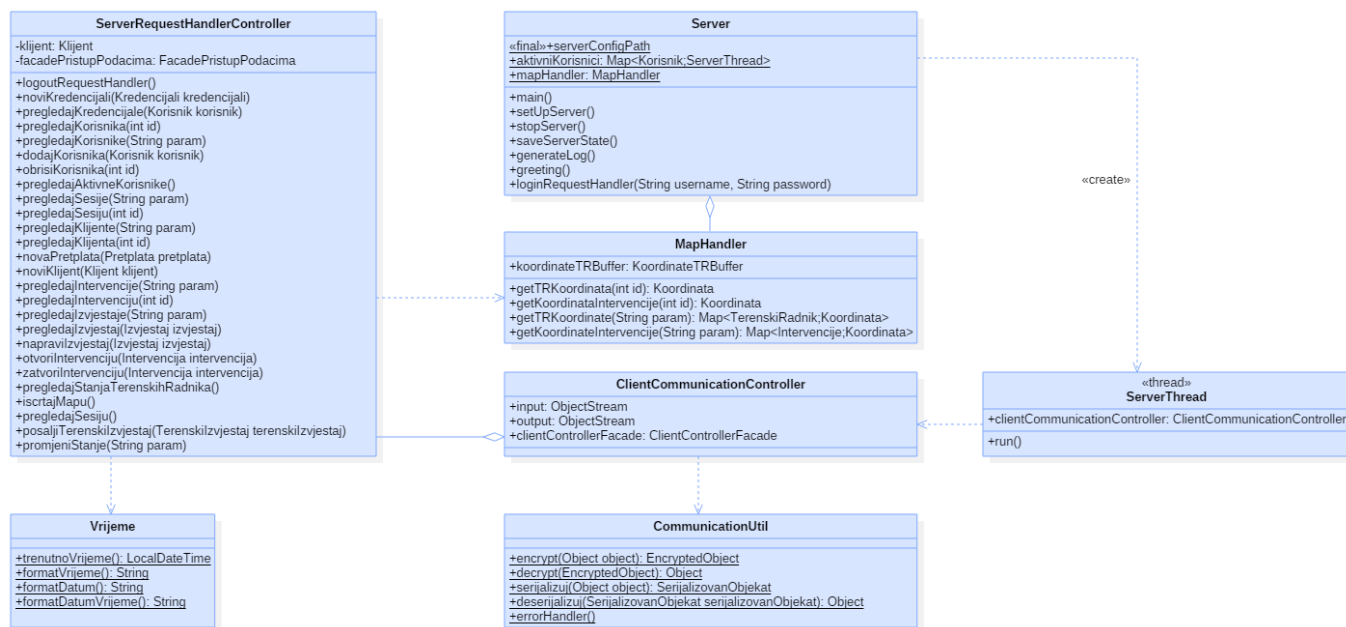 ServerRequestHandlerController
-klijent: Klijent
-facadePristupPodacima: FacadePristupPodacima
+logoutRequestHandler()
+noviKredencijali(Kredencijali kredencijali)
+pregledajKredencijale(Korisnik korisnik)
+pregledajKorisnika(int id)
+pregledajKorisnike(String param)
+dodajKorisnika(Korisnik korisnik)
+obrisiKorisnika(int id)
+pregledajAktivneKorisnike()
+pregledajSesije(String param)
+pregledajSesiju(int id)
+pregledajKlijente(String param)
+pregledajKlijenta(int id)
+novaPretplata(Pretplata pretplata)
+noviKlijent(Klijent klijent)
+pregledajIntervencije(String param)
+pregledajIntervenciju(int id)
+pregledajIzvjestaje(String param)
+pregledajIzvjestaj(Izvjestaj izvjestaj)
+napraviIzvjestaj(Izvjestaj izvjestaj)
+otvoriIntervenciju(Intervencija intervencija)
+zatvoriIntervenciju(Intervencija intervencija)
+pregledajStanjaTerenskihRadnika()
+iscrtajMapu()
+pregledajSesiju()
+posaljiTerenskiIzvjestaj(TerenskiIzvjestaj terenskiIzvjestaj)
+promjeniStanje(String param)
Server
«final»+serverConfigPath
+aktivniKorisnici: Map<Korisnik;ServerThread>
+mapHandler: MapHandler
+main()
+setUpServer()
+stopServer()
+saveServerState()
+generateLog()
+greeting()
+loginRequestHandler(String username, String password)
«create»
MapHandler
+koordinateTRBuffer: KoordinateTRBuffer
+getTRKoordinata(int id): Koordinata
+getKoordinataIntervencije(int id): Koordinata
+getTRKoordinate(String param): Map<TerenskiRadnik;Koordinata>
+getKoordinateIntervencije(String param): Map<Intervencije;Koordinata>
ClientCommunicationController
+input: ObjectStream
+output: ObjectStream
+clientControllerFacade: ClientControllerFacade
«thread»
ServerThread
+clientCommunicationController: ClientCommunicationController
+run()
Vrijeme
+trenutnoVrijeme(): LocalDateTime
+formatVrijeme(): String
+formatDatum(): String
+formatDatumVrijeme(): String
CommunicationUtil
+encrypt(Object object): EncryptedObject
+decrypt(EncryptedObject): Object
+serijalizuj(Object object): SerijalizovanObjekat
+deserijalizuj(SerijalizovanObjekat serijalizovanObjekat): Object
+errorHandler()